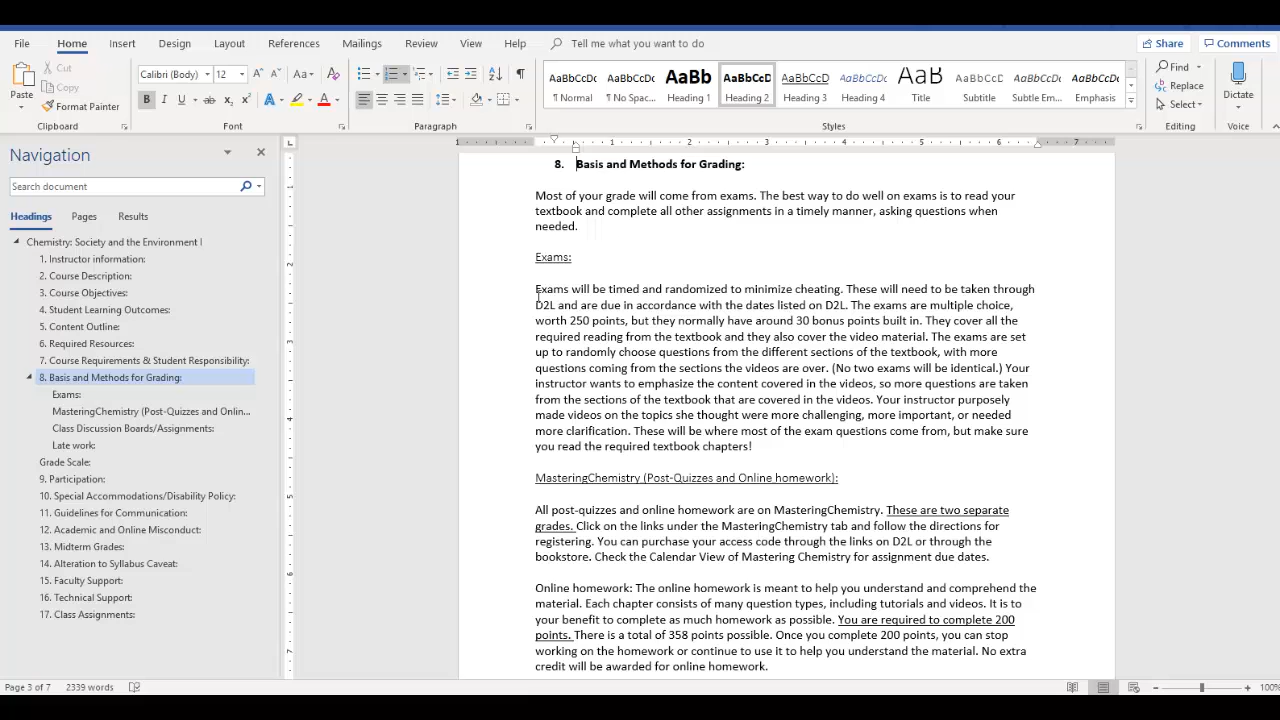 File Home Insert Design Layout References Mailings Review View Help Tell me what you want to do Share Comments
Paste Cut Copy Format Painter
Clipboard
Calibri (Body) 12 Aa
B I U ab x2 x2 A A
Font
Paragraph
AaBbCcDc AaBbCcDc AaBb AaBbCcD AaBbCcD AaBbCcDc AaB AaBbCcD AaBbCcDc AaBbCcDc
¶ Normal ¶ No Spac... Heading 1 Heading 2 Heading 3 Heading 4 Title Subtitle Subtle Em... Emphasis
Styles
Find
Replace
Select
Editing
Dictate
Voice
Navigation
Search document
Headings Pages Results
Chemistry: Society and the Environment I
1. Instructor information:
2. Course Description:
3. Course Objectives:
4. Student Learning Outcomes:
5. Content Outline:
6. Required Resources:
7. Course Requirements & Student Responsibility:
8. Basis and Methods for Grading:
Exams:
MasteringChemistry (Post-Quizzes and Onlin...
Class Discussion Boards/Assignments:
Late work:
Grade Scale:
9. Participation:
10. Special Accommodations/Disability Policy:
11. Guidelines for Communication:
12. Academic and Online Misconduct:
13. Midterm Grades:
14. Alteration to Syllabus Caveat:
15. Faculty Support:
16. Technical Support:
17. Class Assignments:
1 1 2 3 4 5 6 7
1
2
3
4
5
6
7
8. Basis and Methods for Grading:
Most of your grade will come from exams. The best way to do well on exams is to read your
textbook and complete all other assignments in a timely manner, asking questions when
needed.
Exams:
Exams will be timed and randomized to minimize cheating. These will need to be taken through
D2L and are due in accordance with the dates listed on D2L. The exams are multiple choice,
worth 250 points, but they normally have around 30 bonus points built in. They cover all the
required reading from the textbook and they also cover the video material. The exams are set
up to randomly choose questions from the different sections of the textbook, with more
questions coming from the sections the videos are over. (No two exams will be identical.) Your
instructor wants to emphasize the content covered in the videos, so more questions are taken
from the sections of the textbook that are covered in the videos. Your instructor purposely
made videos on the topics she thought were more challenging, more important, or needed
more clarification. These will be where most of the exam questions come from, but make sure
you read the required textbook chapters!
MasteringChemistry (Post-Quizzes and Online homework):
All post-quizzes and online homework are on MasteringChemistry. These are two separate
grades. Click on the links under the MasteringChemistry tab and follow the directions for
registering. You can purchase your access code through the links on D2L or through the
bookstore. Check the Calendar View of Mastering Chemistry for assignment due dates.
Online homework: The online homework is meant to help you understand and comprehend the
material. Each chapter consists of many question types, including tutorials and videos. It is to
your benefit to complete as much homework as possible. You are required to complete 200
points. There is a total of 358 points possible. Once you complete 200 points, you can stop
working on the homework or continue to use it to help you understand the material. No extra
credit will be awarded for online homework.
Page 3 of 7 2339 words 100%